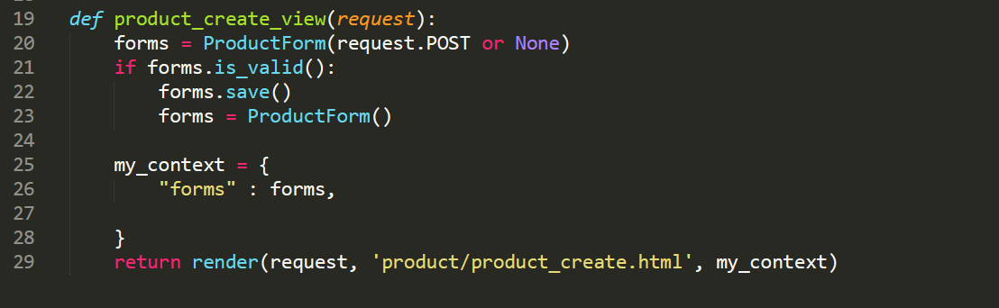 19 def product_create_view(request):
20     forms = ProductForm(request.POST or None)
21     if forms.is_valid():
22         forms.save()
23         forms = ProductForm()
24
25     my_context = {
26         "forms" : forms,
27
28     }
29     return render(request, 'product/product_create.html', my_context)